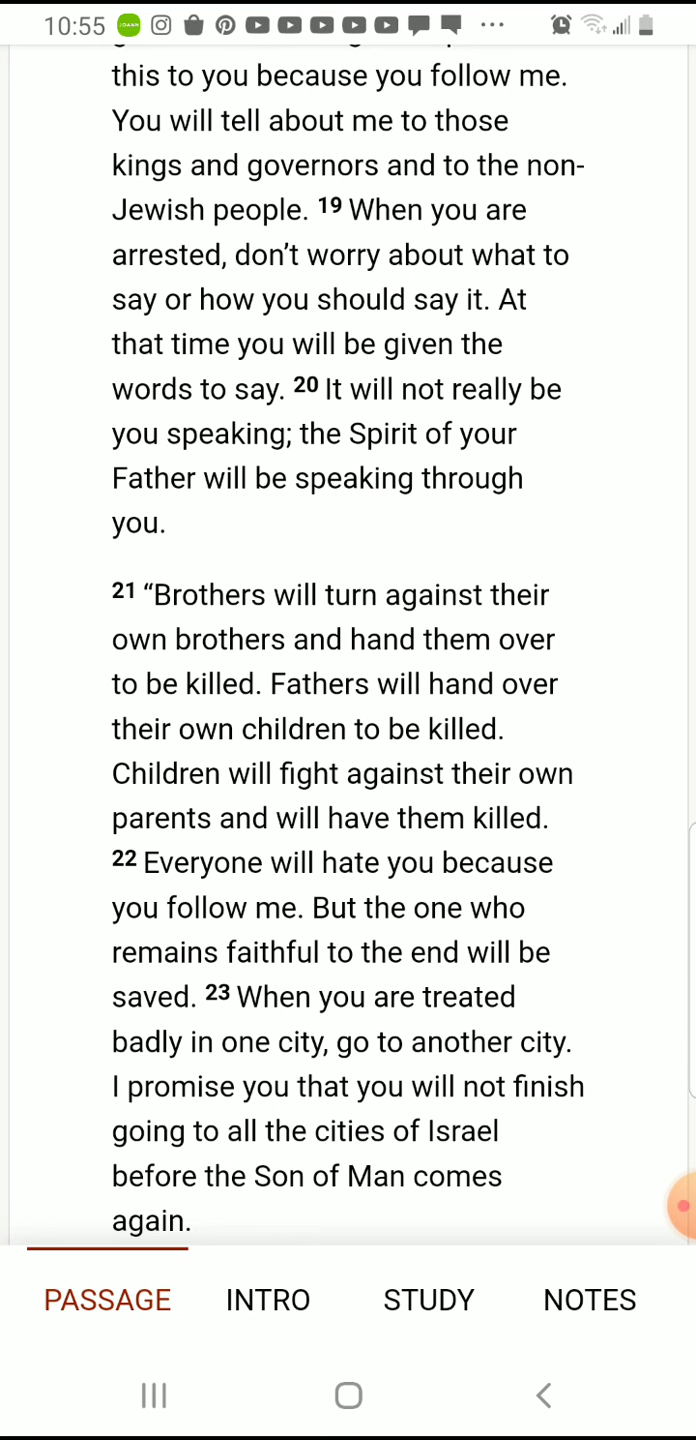 10:55
this to you because you follow me.
You will tell about me to those
kings and governors and to the non-
Jewish people. 19 When you are
arrested, don’t worry about what to
say or how you should say it. At
that time you will be given the
words to say. 20 It will not really be
you speaking; the Spirit of your
Father will be speaking through
you.
21 “Brothers will turn against their
own brothers and hand them over
to be killed. Fathers will hand over
their own children to be killed.
Children will fight against their own
parents and will have them killed.
22 Everyone will hate you because
you follow me. But the one who
remains faithful to the end will be
saved. 23 When you are treated
badly in one city, go to another city.
I promise you that you will not finish
going to all the cities of Israel
before the Son of Man comes
again.
PASSAGE INTRO STUDY NOTES